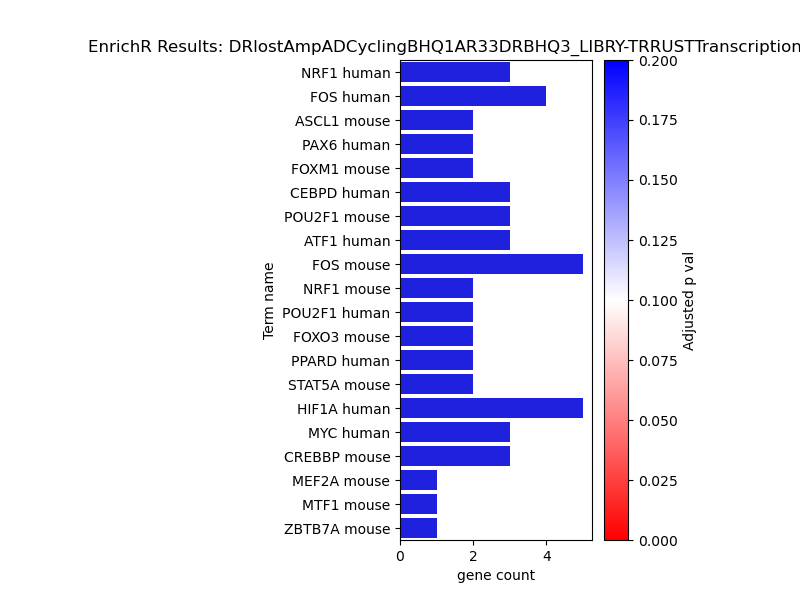 EnrichR Results: DRlostAmpADCyclingBHQ1AR33DRBHQ3_LIBRY-TRRUSTTranscription
NRF1 human
FOS human
ASCL1 mouse
PAX6 human
FOXM1 mouse
CEBPD human
POU2F1 mouse
ATF1 human
FOS mouse
NRF1 mouse
POU2F1 human
FOXO3 mouse
PPARD human
STAT5A mouse
HIF1A human
MYC human
CREBBP mouse
MEF2A mouse
MTF1 mouse
ZBTB7A mouse
Term name
0 2 4
gene count
0.200
0.175
0.150
0.125
0.100
0.075
0.050
0.025
0.000
Adjusted p val